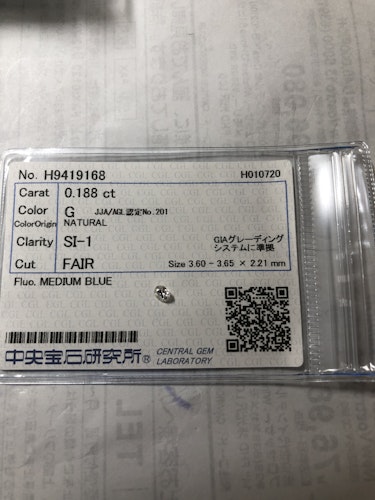 No. H9419168 H010720
Carat 0.188 ct
Color G JJA/AGL認定No.201
ColorOrigin NATURAL
Clarity SI-1 GIAグレーディング
システムに準拠
Cut FAIR Size 3.60 - 3.65 × 2.21 mm
Fluo. MEDIUM BLUE
中央宝石研究所® CENTRAL GEM
LABORATORY